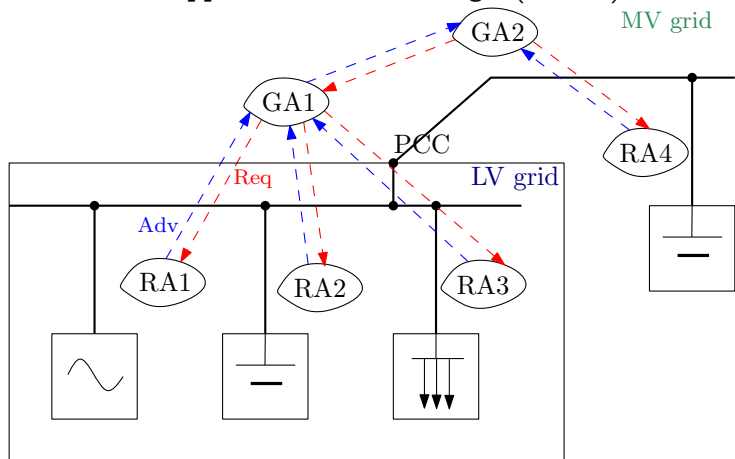 MV grid
GA2
GA1
PCC
RA4
Req
LV grid
Adv
RA1
RA2
RA3